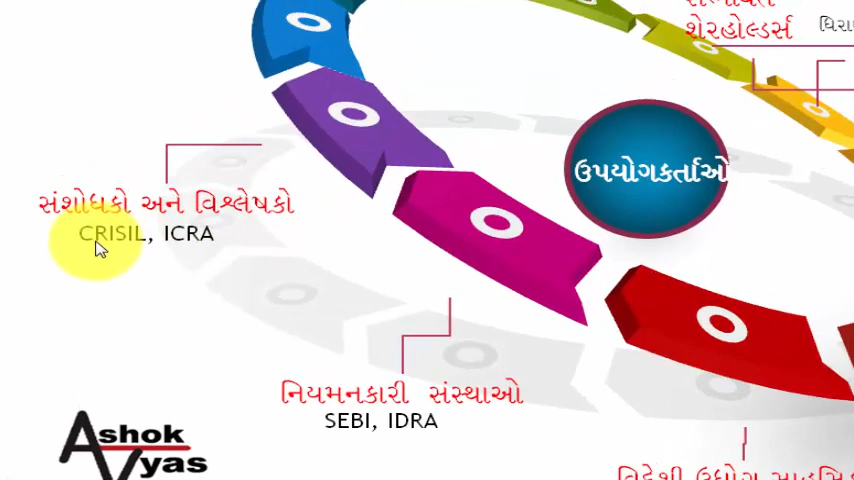 શેરહોલ્ડર્સ
ઉપયોગકર્તાઓ
સંશોધકો અને વિશ્લેષકો
CRISIL, ICRA
નિયમનકારી સંસ્થાઓ
SEBI, IDRA
Ashok
Vyas